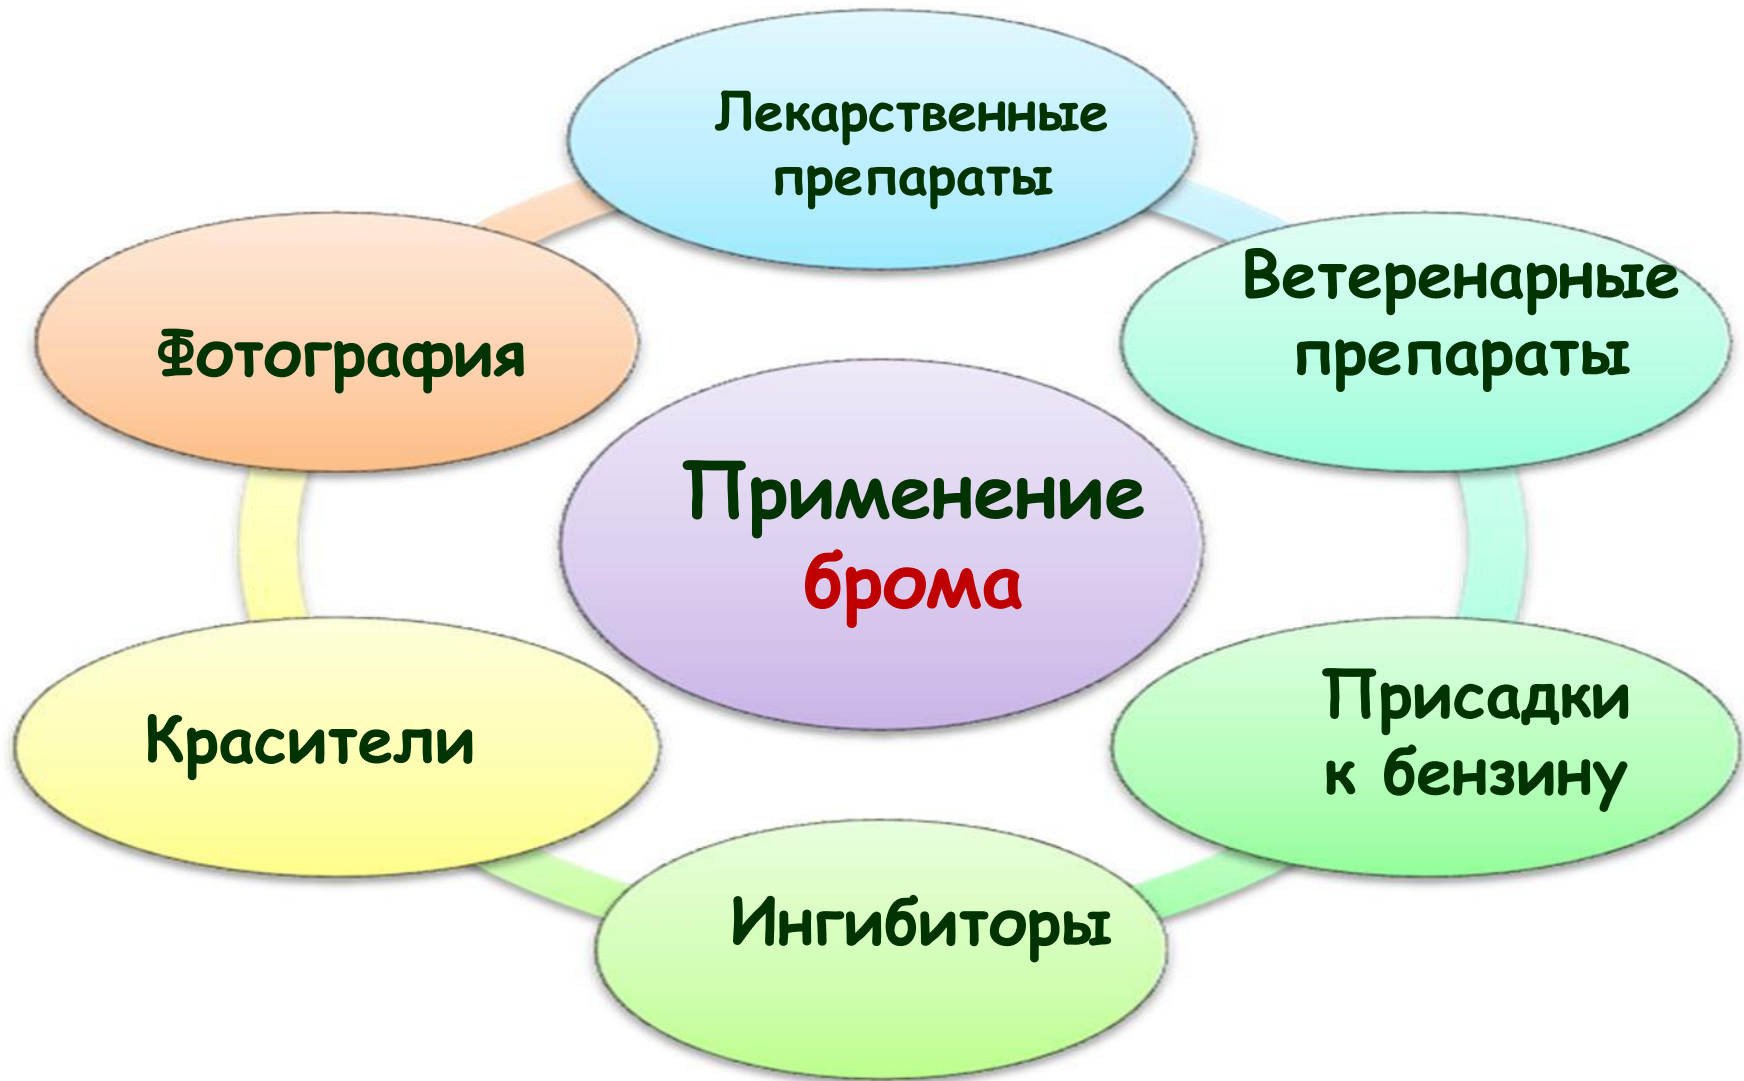 Лекарственные
препараты
Ветеренарные
препараты
Фотография
Применение
брома
Присадки
к бензину
Красители
Ингибиторы